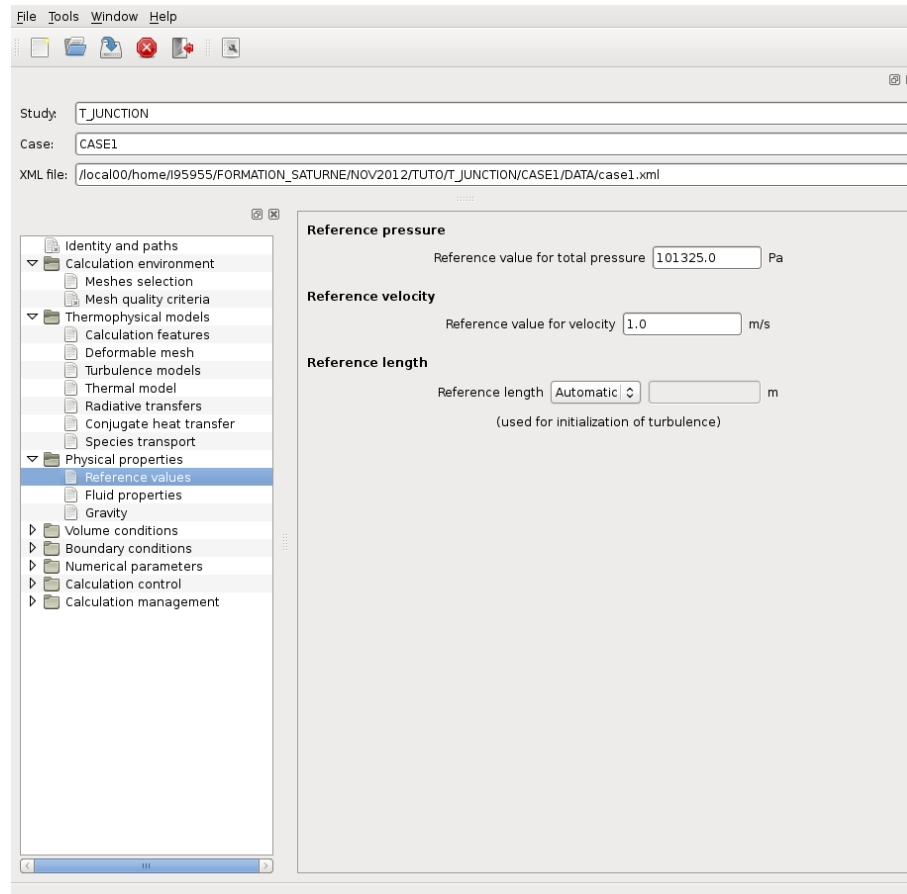 File Tools Window Help
Study: T_JUNCTION
Case: CASE1
XML file: /local00/home/I95955/FORMATION_SATURNE/NOV2012/TUTO/T_JUNCTION/CASE1/DATA/case1.xml
Identity and paths
Calculation environment
Meshes selection
Mesh quality criteria
Thermophysical models
Calculation features
Deformable mesh
Turbulence models
Thermal model
Radiative transfers
Conjugate heat transfer
Species transport
Physical properties
Reference values
Fluid properties
Gravity
Volume conditions
Boundary conditions
Numerical parameters
Calculation control
Calculation management
Reference pressure
Reference value for total pressure 101325.0 Pa
Reference velocity
Reference value for velocity 1.0 m/s
Reference length
Reference length Automatic m
(used for initialization of turbulence)